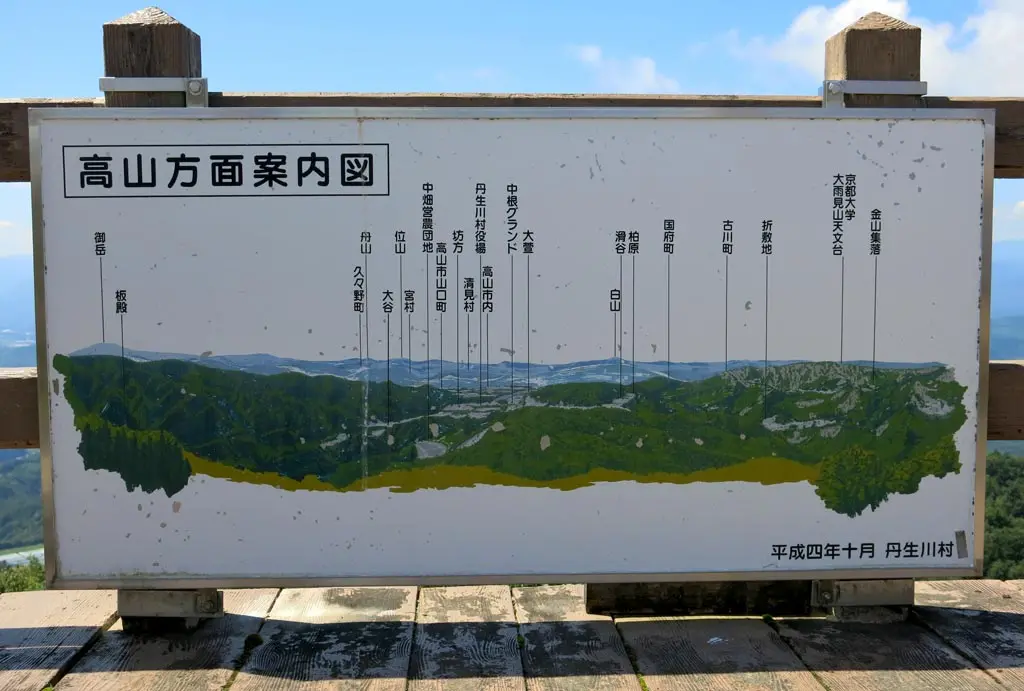 高山方面案内図
御岳
板殿
舟山
久々野町
大谷
位山
宮村
中畑営農団地
高山市山口町
坊方
清見村
丹生川村役場
高山市内
中根グランド
大萱
滑谷
白山
柏原
国府町
古川町
折敷地
京都大学
大雨見山天文台
金山集落
平成四年十月 丹生川村